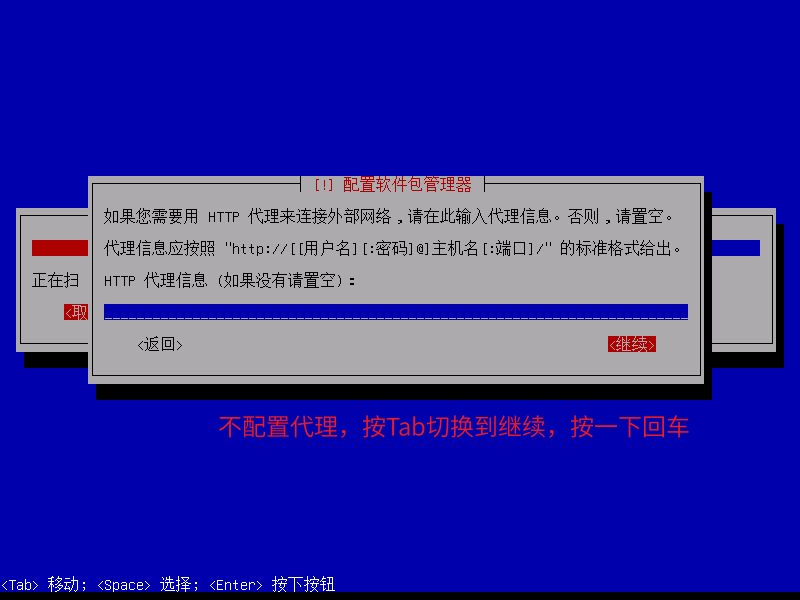 [!] 配置软件包管理器
如果您需要用 HTTP 代理来连接外部网络,请在此输入代理信息。否则,请置空。
代理信息应按照 "http://[[用户名][:密码]@]主机名[:端口]/" 的标准格式给出。
正在扫
HTTP 代理信息 (如果没有请置空):
<取
<返回>
<继续>
不配置代理，按Tab切换到继续，按一下回车
<Tab> 移动; <Space> 选择; <Enter> 按下按钮